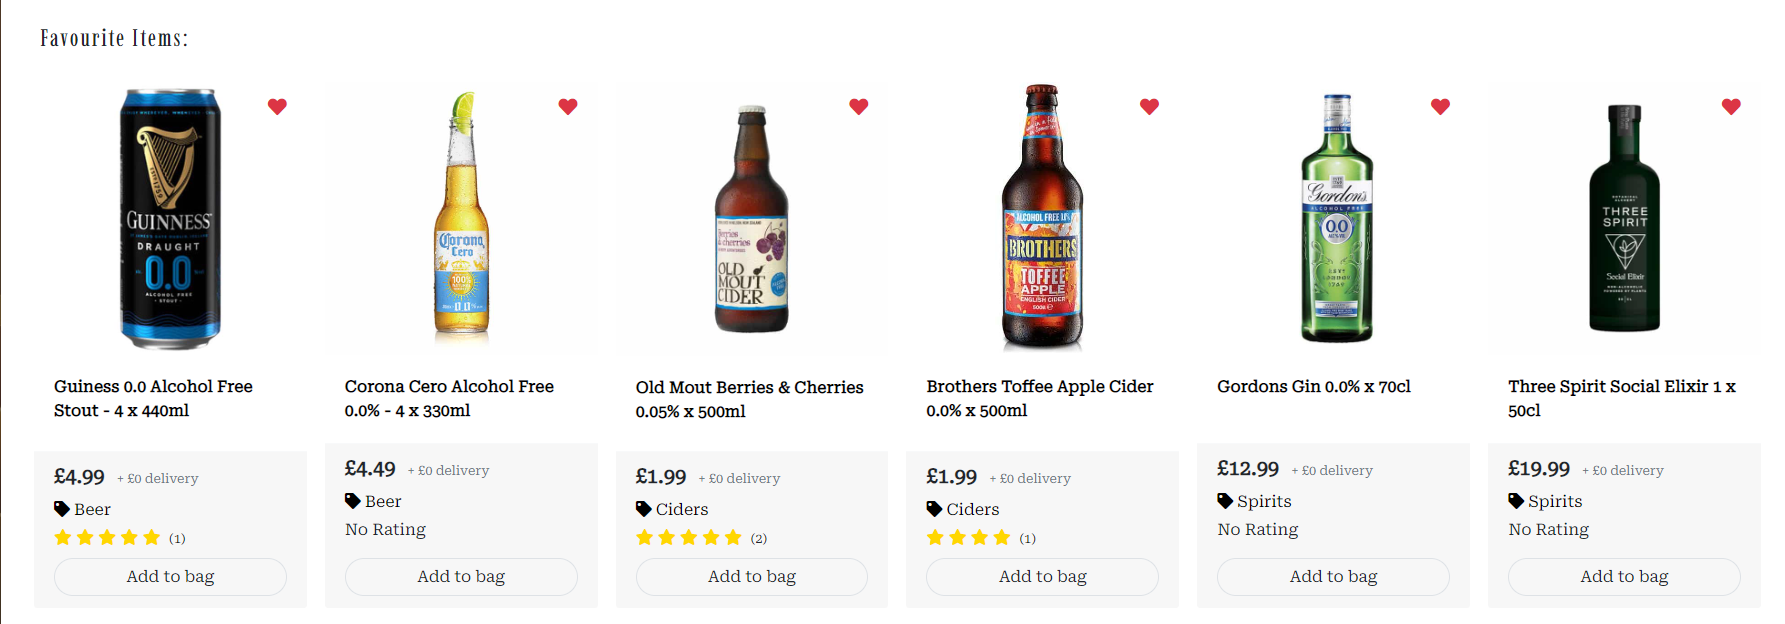 Favourite Items:
GUINNESS
DRAUGHT
0.0
ALCOHOL FREE
STOUT
Corona
Cero
100%
Berries
& cherries
OLD
MOUT
CIDER
ALCOHOL FREE
BROTHERS
TOFFEE
APPLE
ENGLISH CIDER
Gordon's
ALCOHOL FREE
0.0
THREE
SPIRIT
Social Elixir
Guiness 0.0 Alcohol Free
Stout - 4 x 440ml
£4.99 + £0 delivery
Beer
(1)
Add to bag
Corona Cero Alcohol Free
0.0% - 4 x 330ml
£4.49 + £0 delivery
Beer
No Rating
Add to bag
Old Mout Berries & Cherries
0.05% x 500ml
£1.99 + £0 delivery
Ciders
(2)
Add to bag
Brothers Toffee Apple Cider
0.0% x 500ml
£1.99 + £0 delivery
Ciders
(1)
Add to bag
Gordons Gin 0.0% x 70cl
£12.99 + £0 delivery
Spirits
No Rating
Add to bag
Three Spirit Social Elixir 1 x
50cl
£19.99 + £0 delivery
Spirits
No Rating
Add to bag